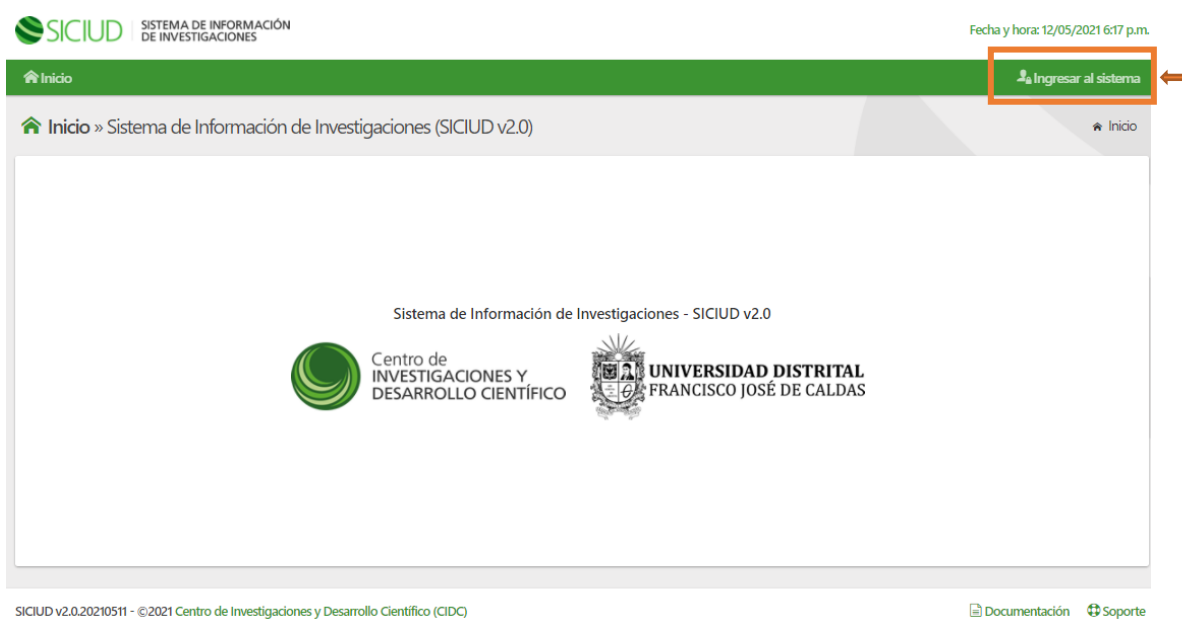 SICIUD SISTEMA DE INFORMACIÓN
DE INVESTIGACIONES
Fecha y hora: 12/05/2021 6:17 p.m.
Inicio
Ingresar al sistema
Inicio » Sistema de Información de Investigaciones (SICIUD v2.0)
Inicio
Sistema de Información de Investigaciones - SICIUD v2.0
Centro de
INVESTIGACIONES Y
DESARROLLO CIENTÍFICO
UNIVERSIDAD DISTRITAL
FRANCISCO JOSÉ DE CALDAS
SICIUD v2.0.20210511 - ©2021 Centro de Investigaciones y Desarrollo Científico (CIDC)
Documentación
Soporte